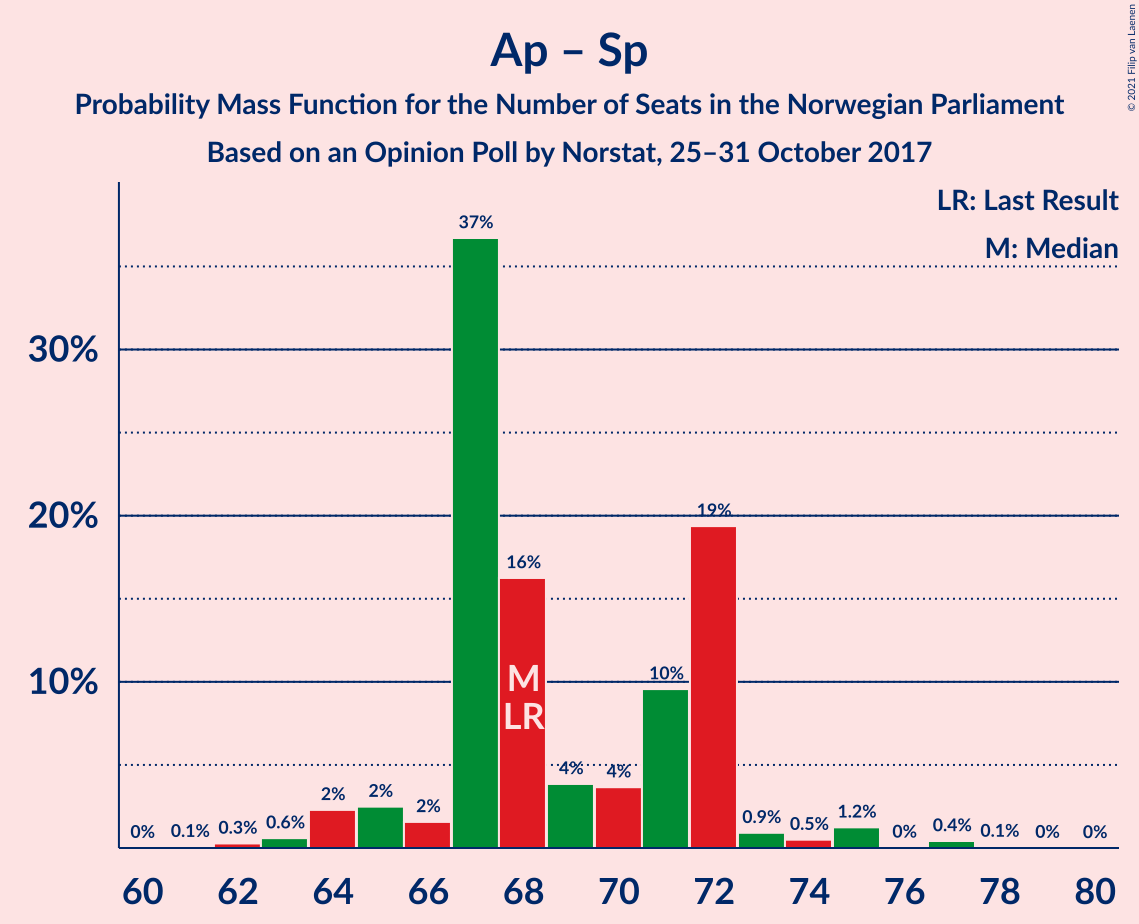 Ap – Sp
Probability Mass Function for the Number of Seats in the Norwegian Parliament
Based on an Opinion Poll by Norstat, 25–31 October 2017
© 2021 Filip van Laenen
LR: Last Result
M: Median
30%
20%
10%
0%
0.1%
0.3%
0.6%
2%
2%
2%
37%
16%
4%
4%
10%
19%
0.9%
0.5%
1.2%
0%
0.4%
0.1%
0%
0%
M
LR
60 62 64 66 68 70 72 74 76 78 80